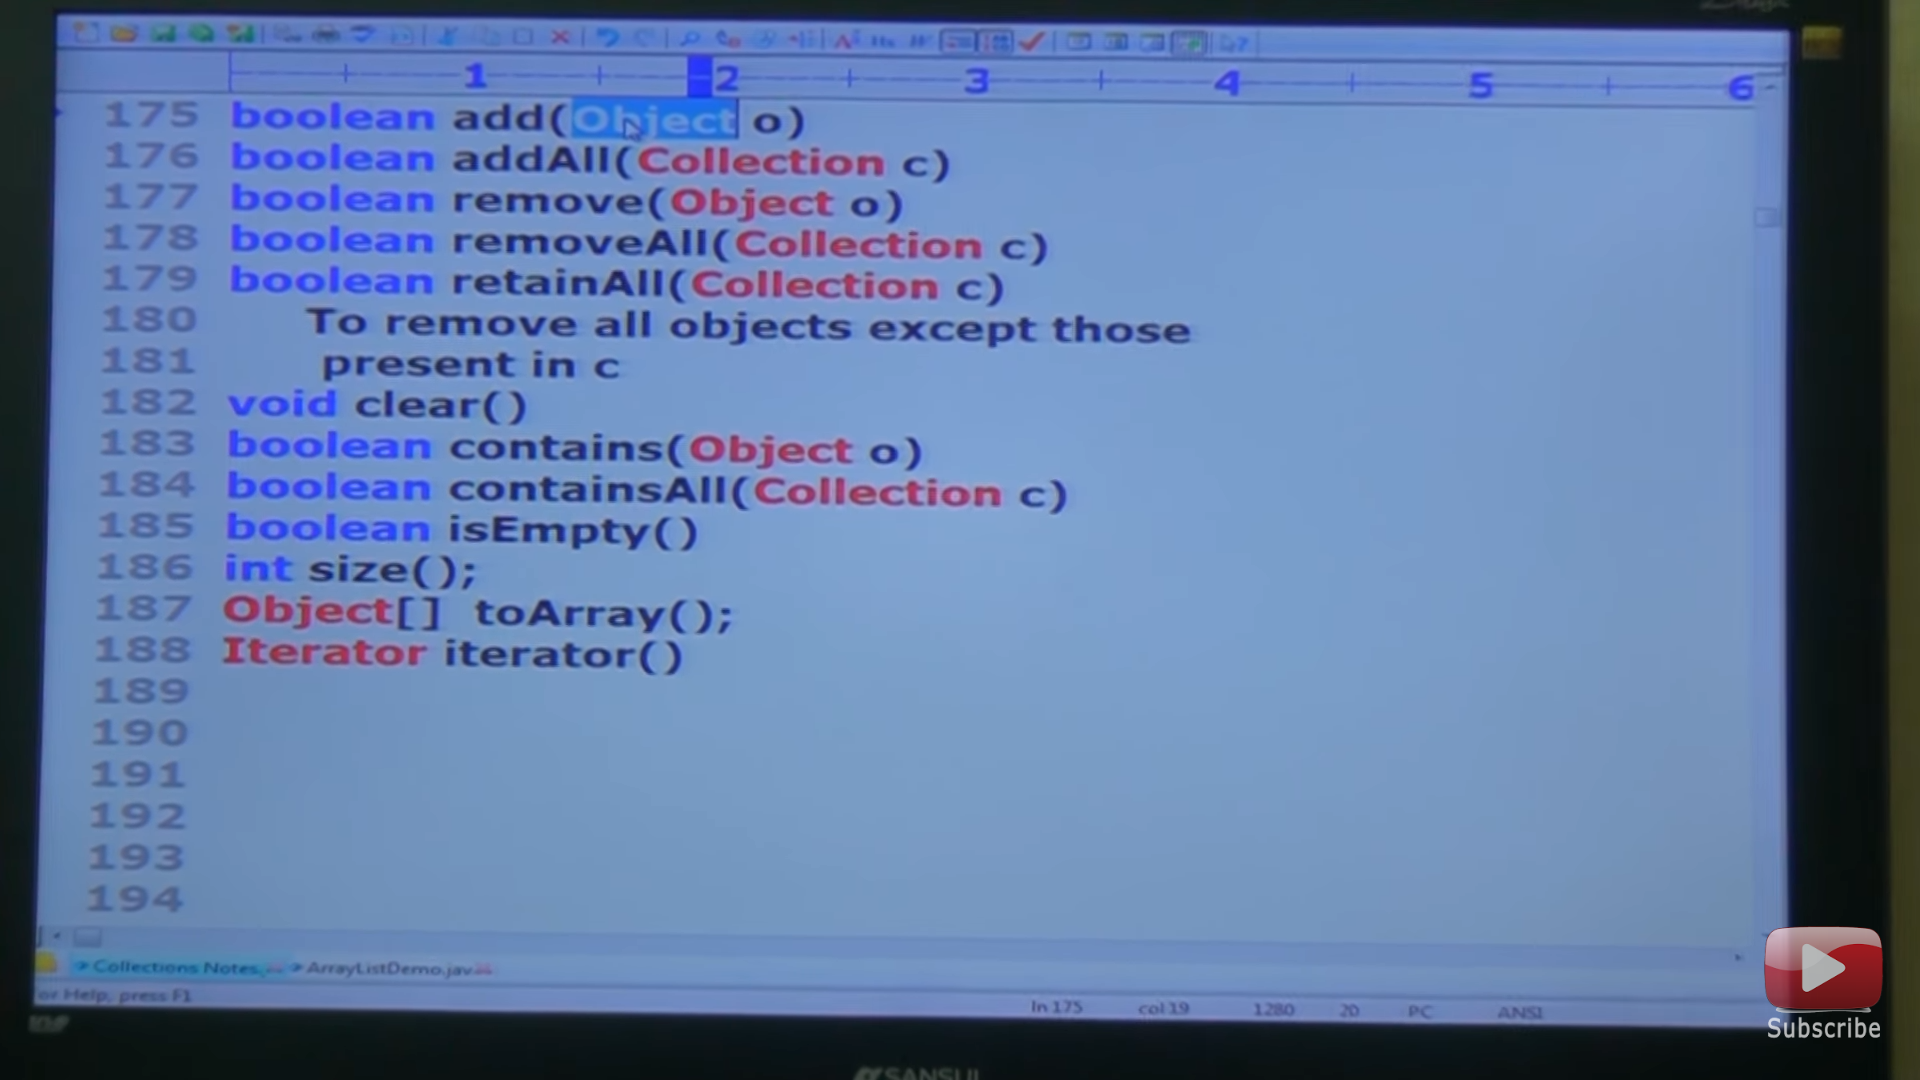 1 2 3 4 5 6
175 boolean add(Object o)
176 boolean addAll(Collection c)
177 boolean remove(Object o)
178 boolean removeAll(Collection c)
179 boolean retainAll(Collection c)
180 To remove all objects except those
181 present in c
182 void clear()
183 boolean contains(Object o)
184 boolean containsAll(Collection c)
185 boolean isEmpty()
186 int size();
187 Object[] toArray();
188 Iterator iterator()
189
190
191
192
193
194
Collections Notes. ArrayListDemo.jav
or Help, press F1 ln 175 col 19 1280 20 PC ANSI
Subscribe
SANSUI